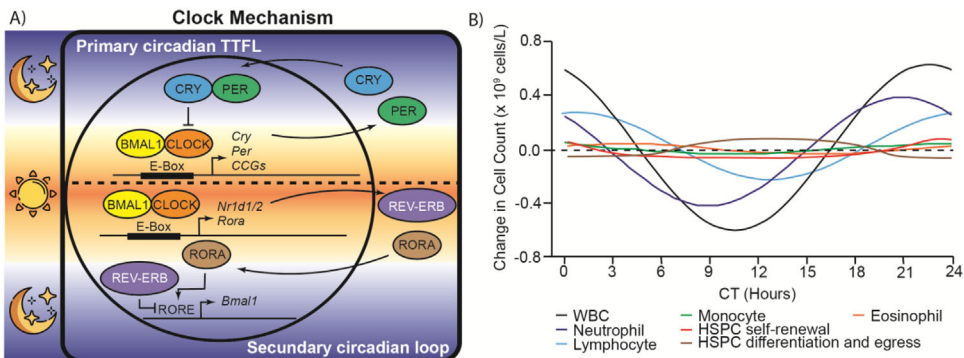 A)
Clock Mechanism
Primary circadian TTFL
CRY
PER
CRY
PER
BMAL1
CLOCK
Cry
Per
CCGs
E-Box
BMAL1
CLOCK
Nr1d1/2
Rora
E-Box
REV-ERB
RORA
RORA
REV-ERB
RORE
Bmal1
Secondary circadian loop
B)
Change in Cell Count (x 10⁹ cells/L)
0.8
0.4
0.0
-0.4
-0.8
0 3 6 9 12 15 18 21 24
CT (Hours)
WBC
Neutrophil
Lymphocyte
Monocyte
HSPC self-renewal
HSPC differentiation and egress
Eosinophil